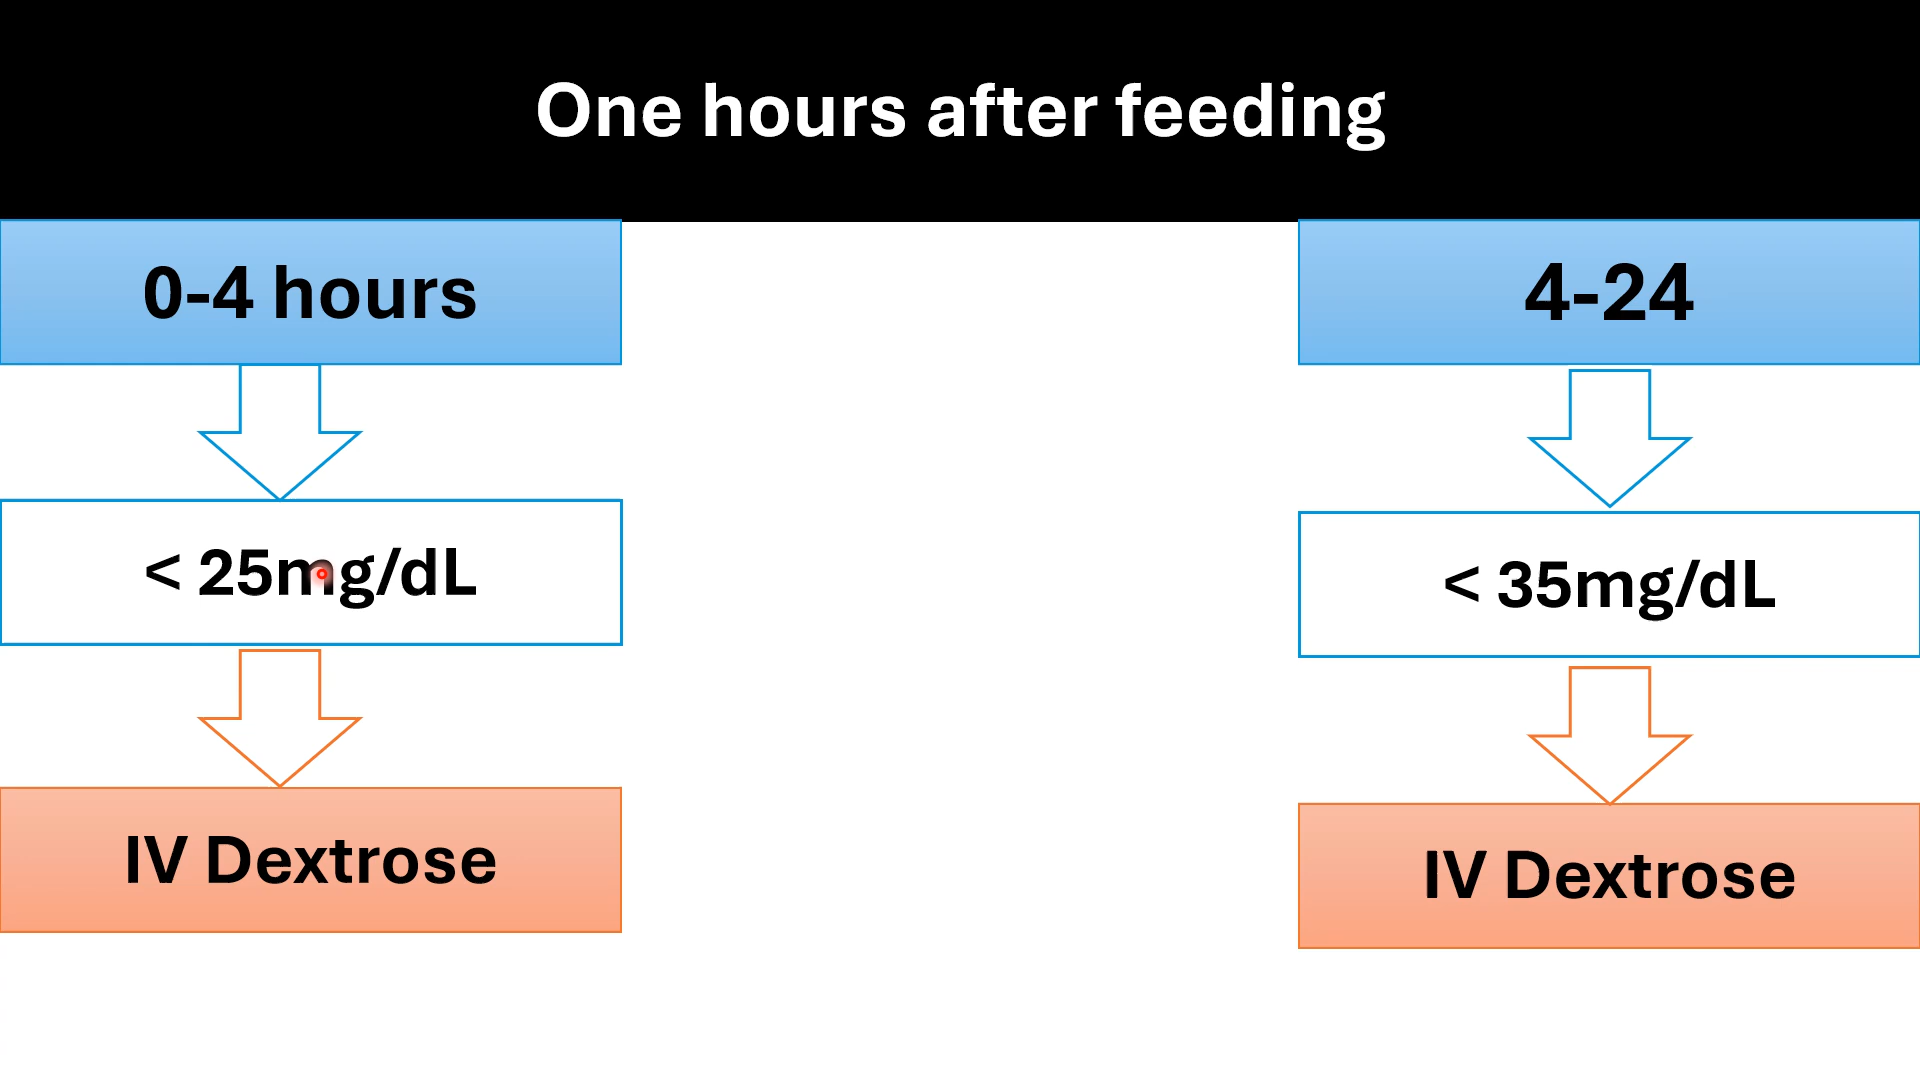 One hours after feeding
0-4 hours
< 25mg/dL
IV Dextrose
4-24
< 35mg/dL
IV Dextrose